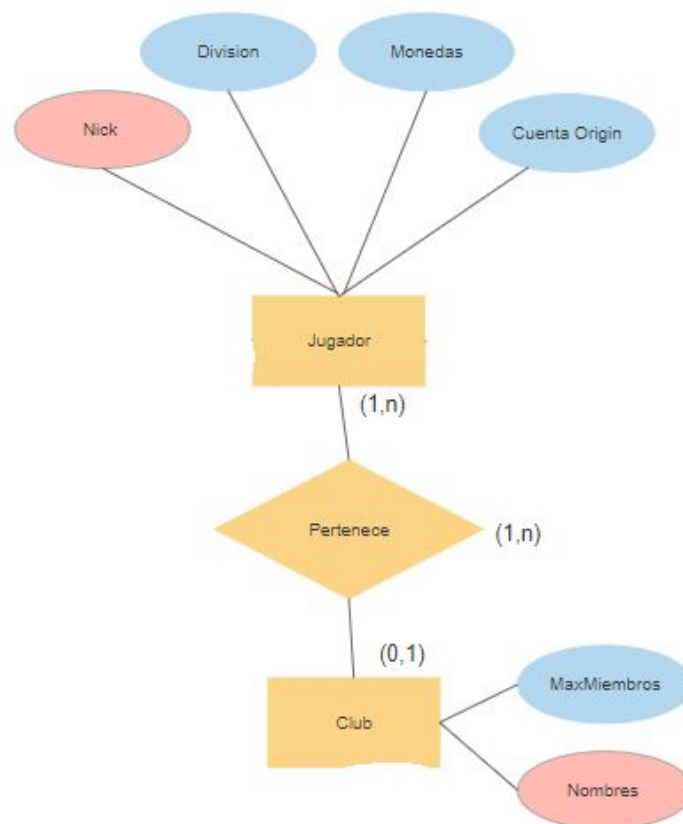 Division
Monedas
Nick
Cuenta Origin
Jugador
(1,n)
Pertenece
(1,n)
(0,1)
MaxMiembros
Club
Nombres